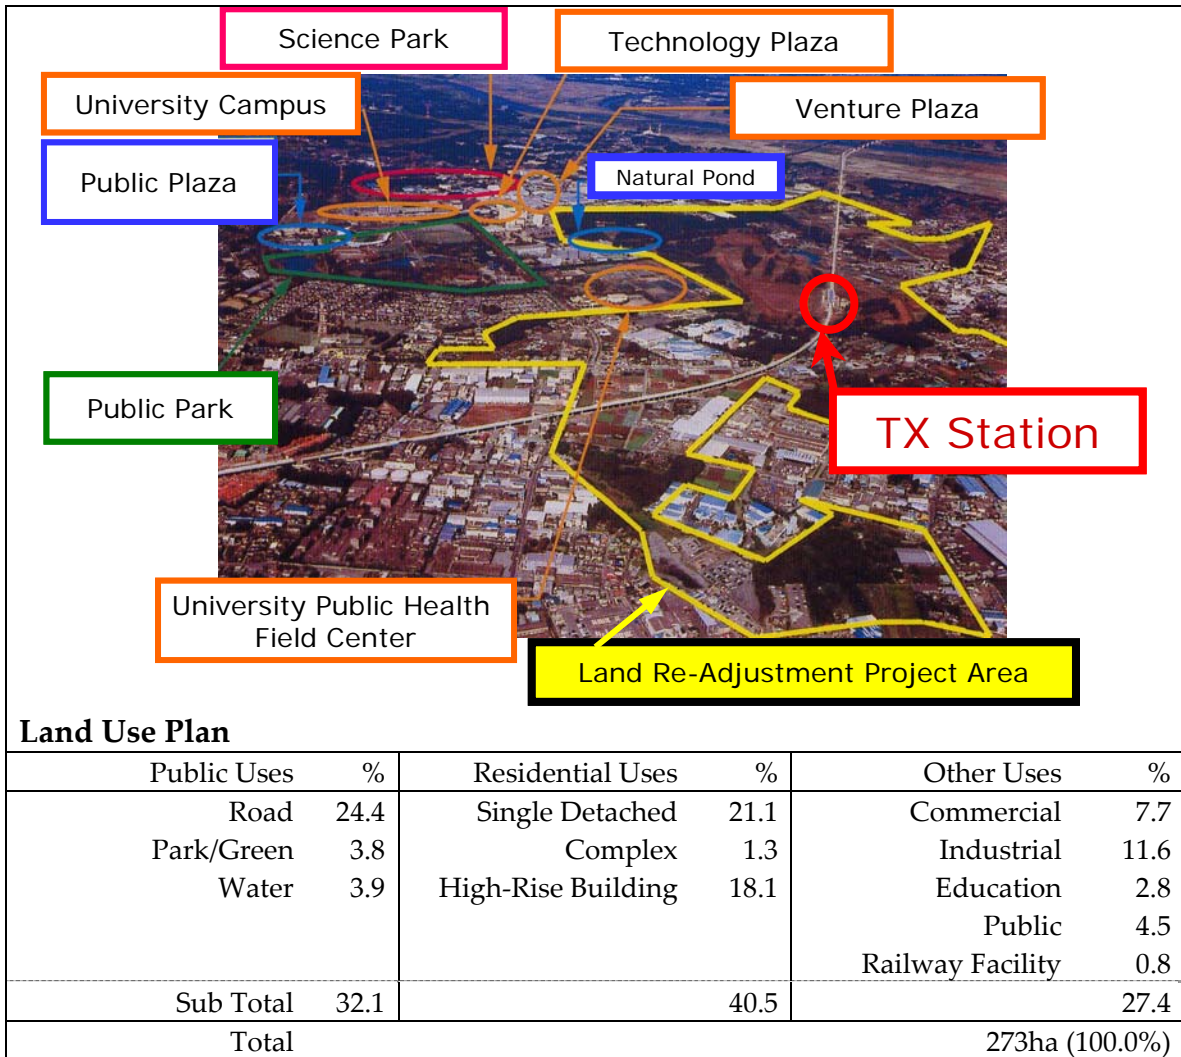 Science Park
Technology Plaza
University Campus
Venture Plaza
Public Plaza
Natural Pond
Public Park
TX Station
University Public Health
Field Center
Land Re-Adjustment Project Area
Land Use Plan
Public Uses % Residential Uses % Other Uses %
Road 24.4 Single Detached 21.1 Commercial 7.7
Park/Green 3.8 Complex 1.3 Industrial 11.6
Water 3.9 High-Rise Building 18.1 Education 2.8
Public 4.5
Railway Facility 0.8
Sub Total 32.1 40.5 27.4
Total 273ha (100.0%)